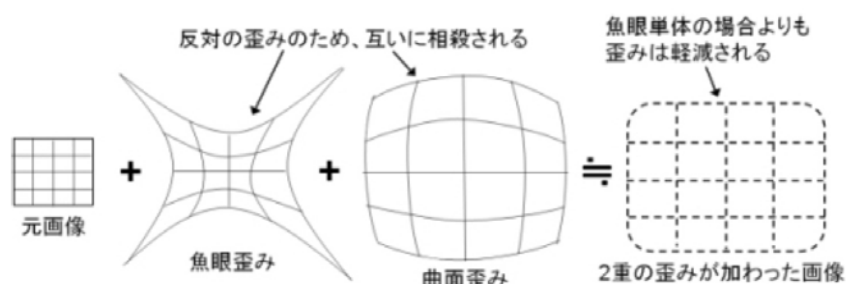 反対の歪みのため、互いに相殺される
魚眼単体の場合よりも
歪みは軽減される
+
+
≒
元画像
魚眼歪み
曲面歪み
2重の歪みが加わった画像